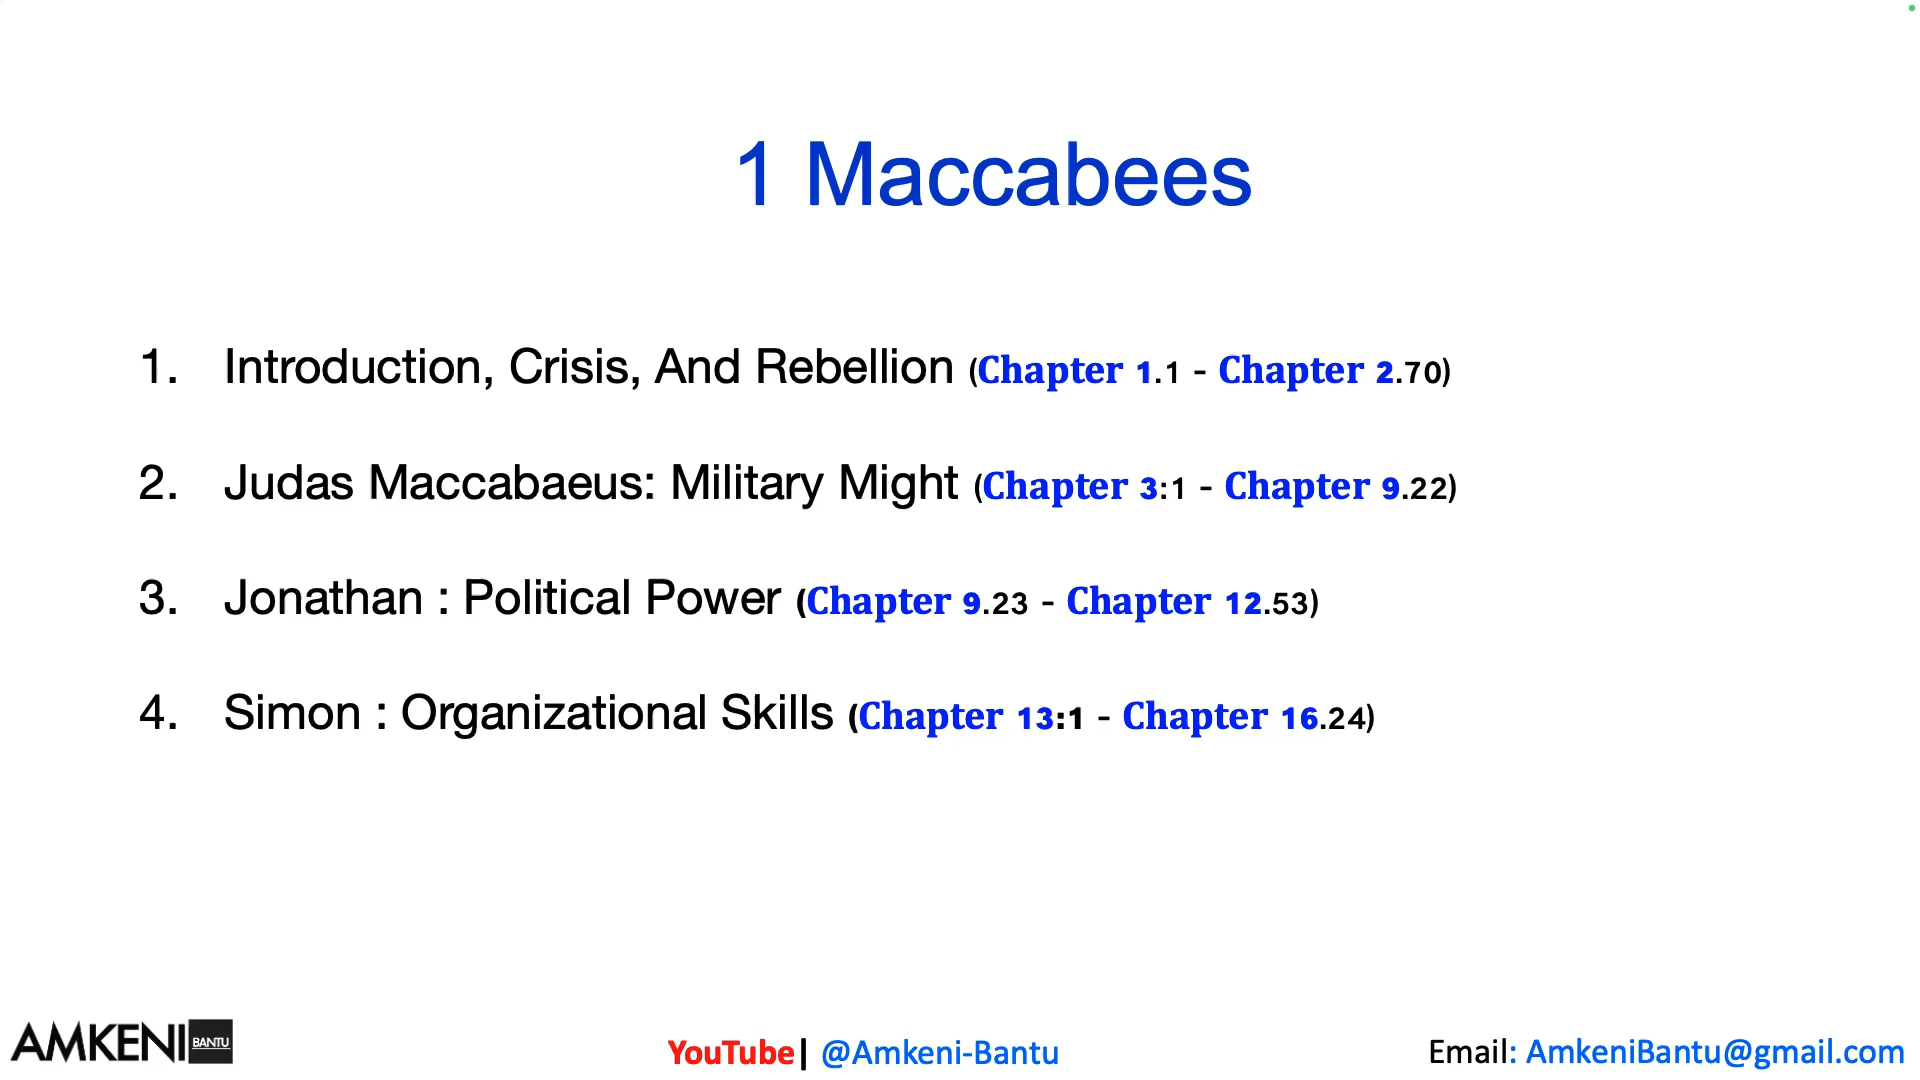 1 Maccabees
1. Introduction, Crisis, And Rebellion (Chapter 1.1 - Chapter 2.70)
2. Judas Maccabaeus: Military Might (Chapter 3:1 - Chapter 9.22)
3. Jonathan : Political Power (Chapter 9.23 - Chapter 12.53)
4. Simon : Organizational Skills (Chapter 13:1 - Chapter 16.24)
AMKENI BANTU
YouTube| @Amkeni-Bantu
Email: AmkeniBantu@gmail.com